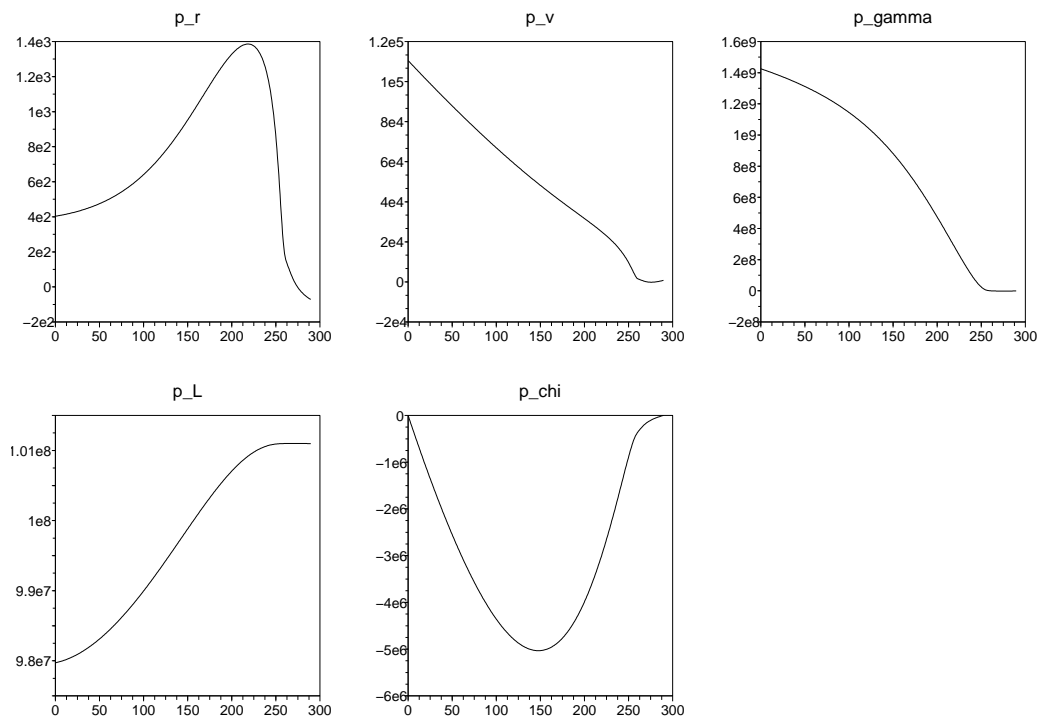 p_r
1.4e3
1.2e3
1e3
8e2
6e2
4e2
2e2
0
−2e2
0 50 100 150 200 250 300
p_v
1.2e5
1e5
8e4
6e4
4e4
2e4
0
−2e4
0 50 100 150 200 250 300
p_gamma
1.6e9
1.4e9
1.2e9
1e9
8e8
6e8
4e8
2e8
0
−2e8
0 50 100 150 200 250 300
p_L
1.01e8
1e8
9.9e7
9.8e7
0 50 100 150 200 250 300
p_chi
0
−1e6
−2e6
−3e6
−4e6
−5e6
−6e6
0 50 100 150 200 250 300